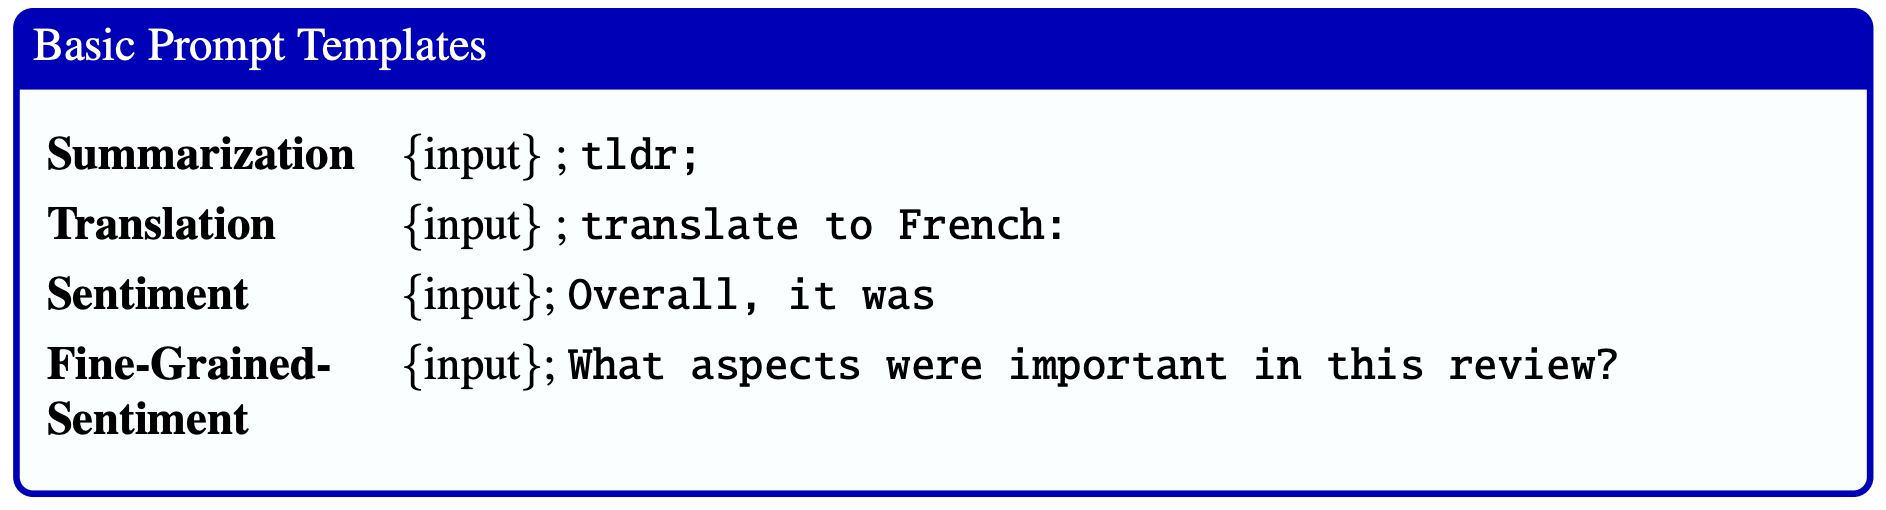 Basic Prompt Templates
Summarization {input} ; tldr;
Translation {input} ; translate to French:
Sentiment {input}; Overall, it was
Fine-Grained- {input}; What aspects were important in this review?
Sentiment